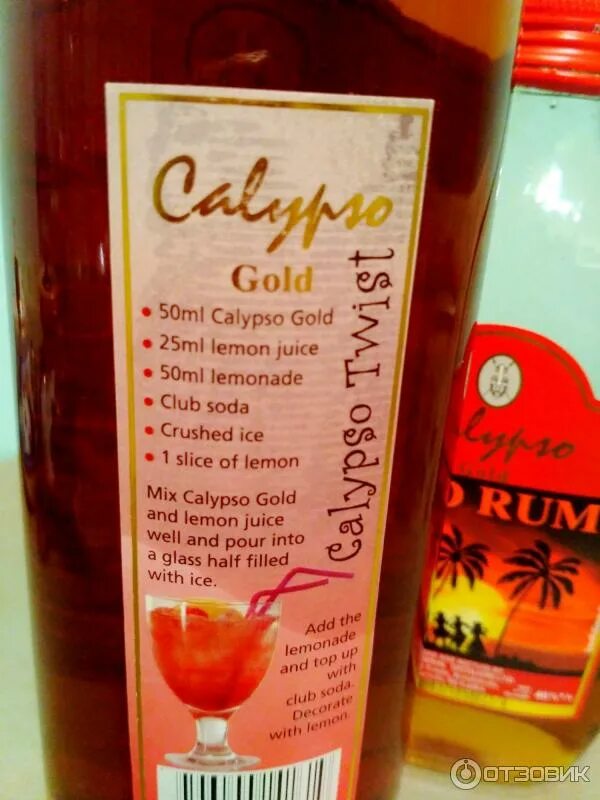 Calypso
Gold
Calypso Twist
• 50ml Calypso Gold
• 25ml lemon juice
• 50ml lemonade
• Club soda
• Crushed ice
• 1 slice of lemon
Mix Calypso Gold
and lemon juice
well and pour into
a glass half filled
with ice.
Add the
lemonade
and top up
with
club soda.
Decorate
with lemon.
alypso
Gold
D RUM
ОТЗОВИК